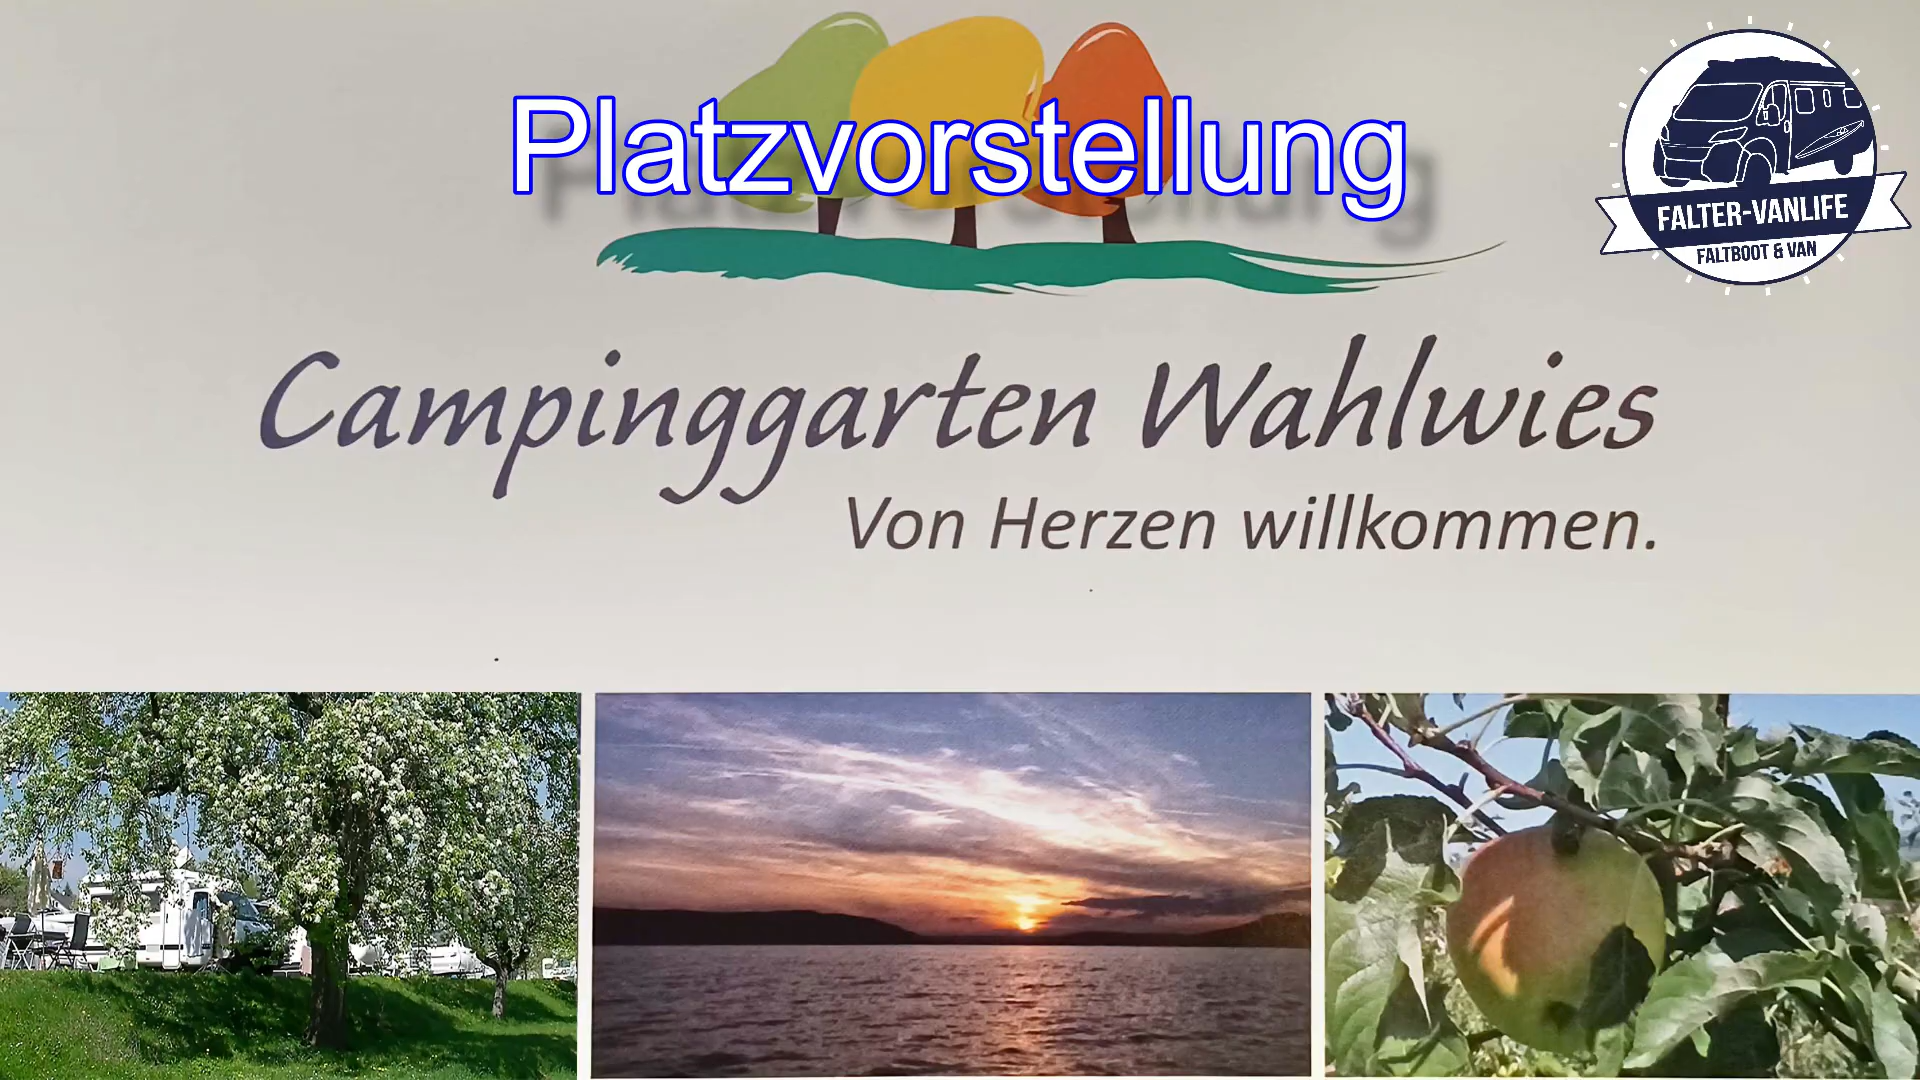 Platzvorstellung
FALTER-VANLIFE
FALTBOOT & VAN
Campinggarten Wahlwies
Von Herzen willkommen.